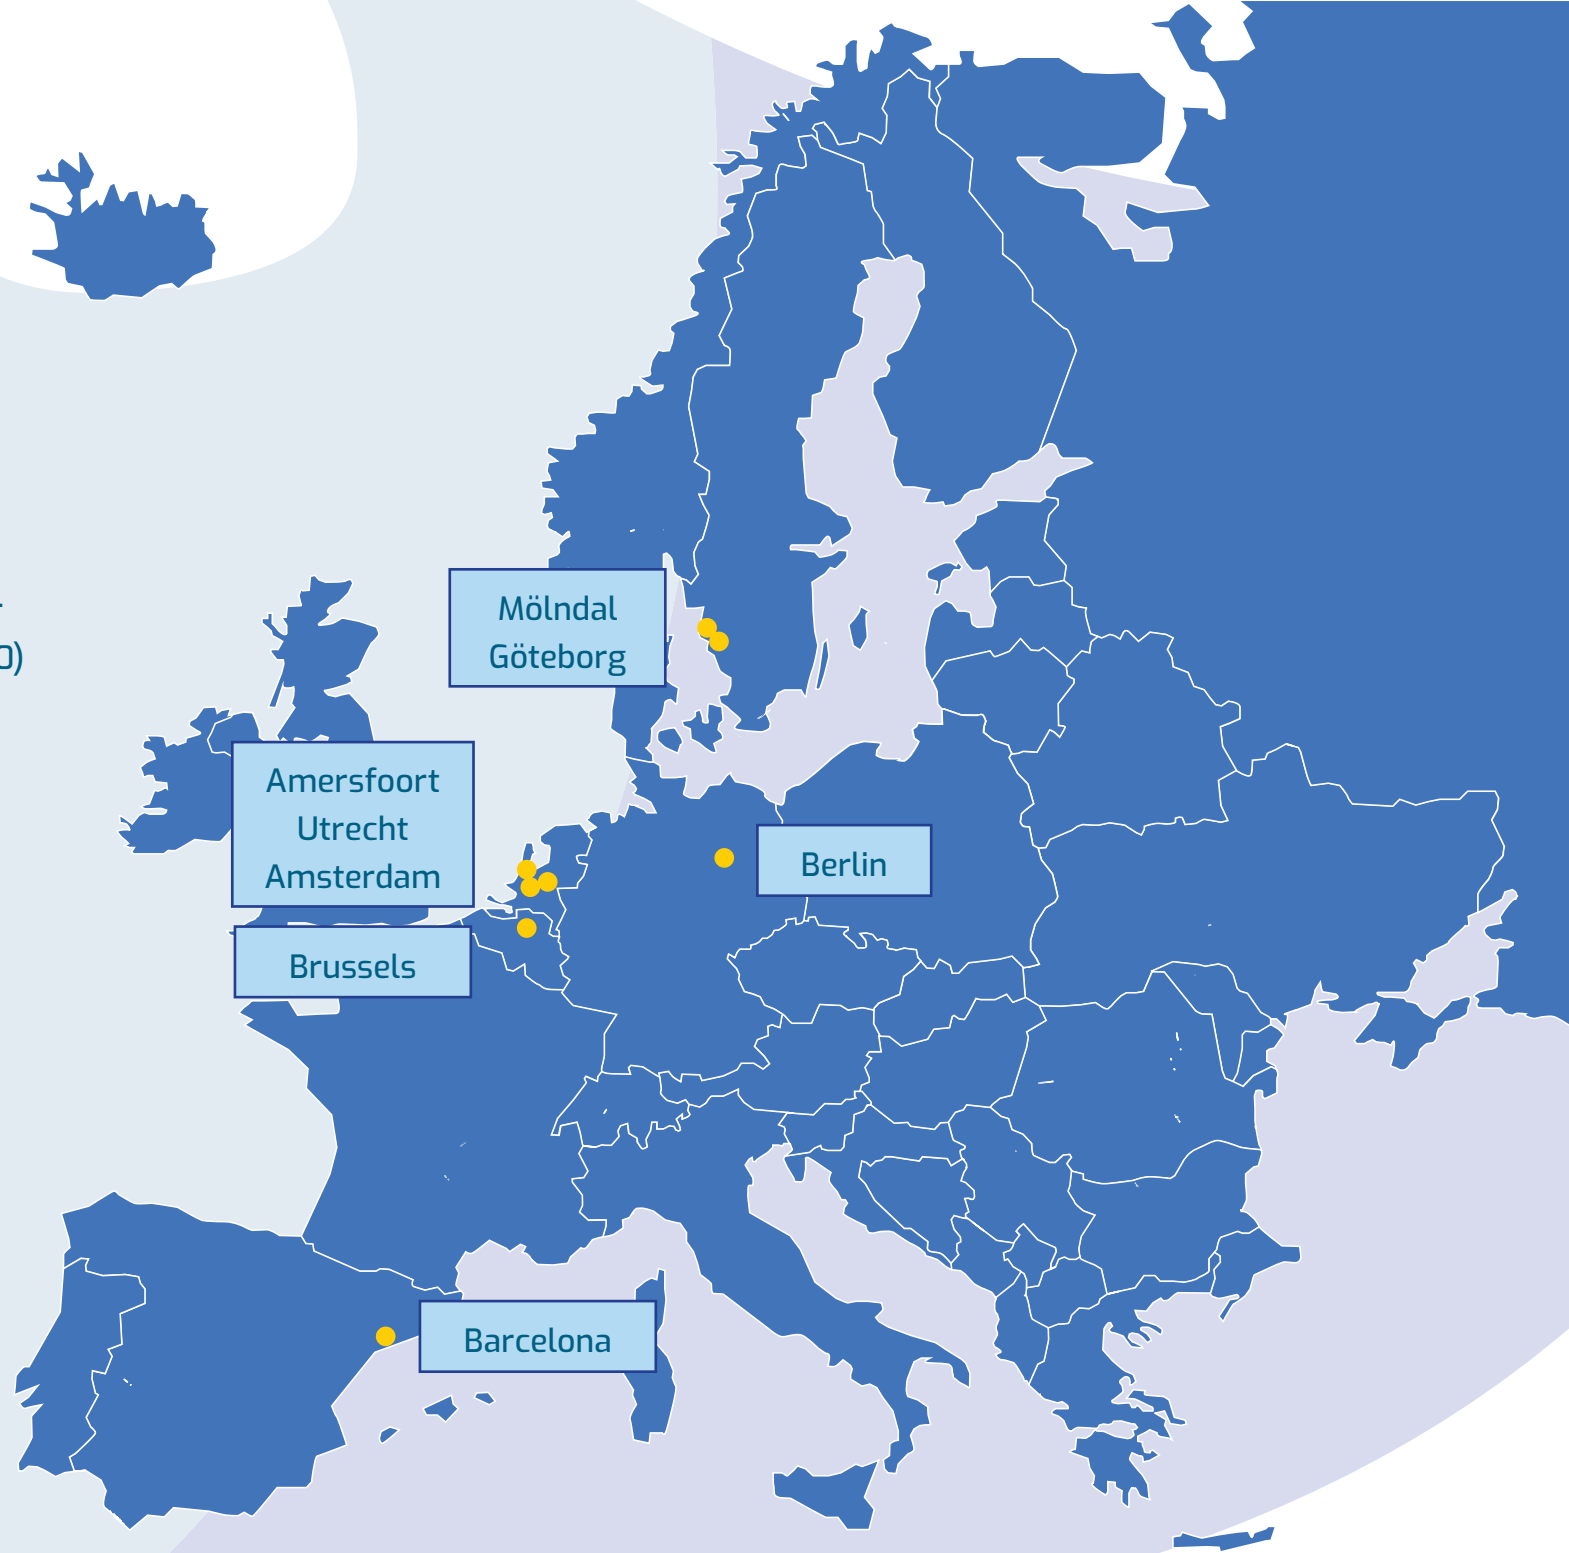 Mölndal
Göteborg
Amersfoort
Utrecht
Amsterdam
Berlin
Brussels
Barcelona